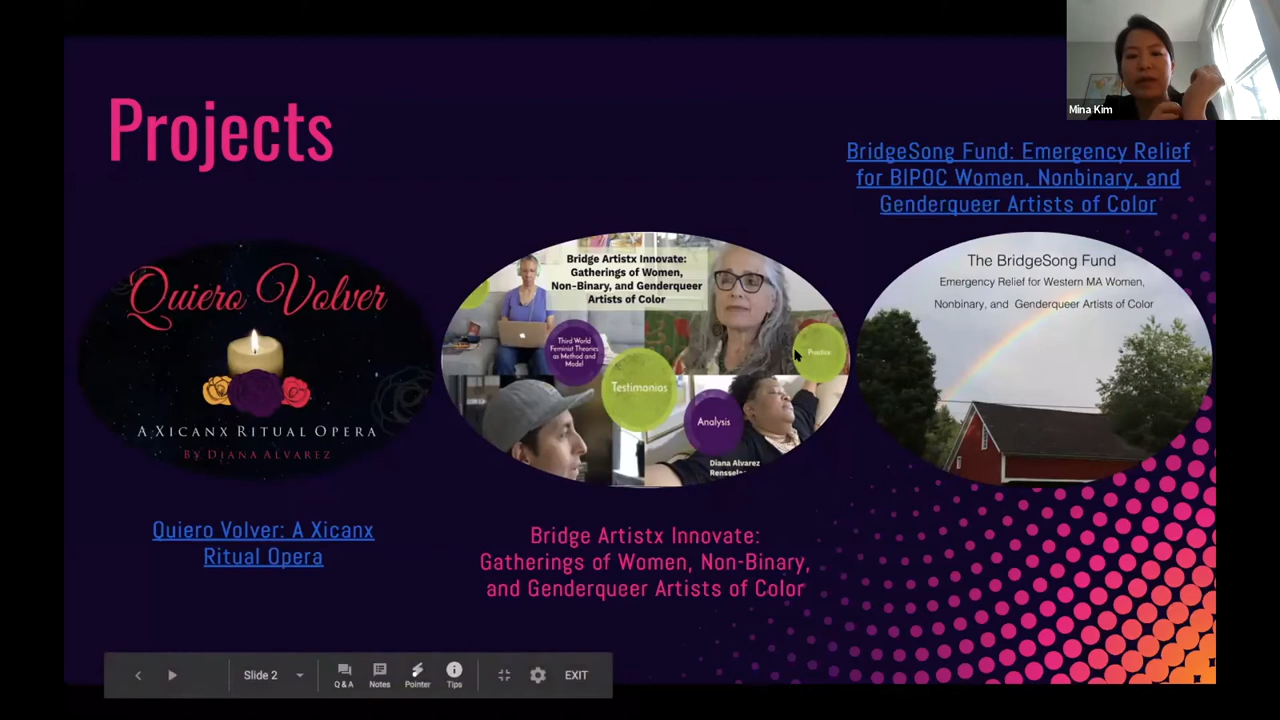 Projects
Mina Kim
BridgeSong Fund: Emergency Relief
for BIPOC Women, Nonbinary, and
Genderqueer Artists of Color
Quiero Volver
A XICANX RITUAL OPERA
BY DIANA ALVAREZ
Bridge Artistx Innovate:
Gatherings of Women,
Non-Binary, and Genderqueer
Artists of Color
Third World
Feminist Theories
as Method and
Model
Testimonios
Practice
Analysis
Diana Alvarez
The BridgeSong Fund
Emergency Relief for Western MA Women,
Nonbinary, and Genderqueer Artists of Color
Quiero Volver: A Xicanx
Ritual Opera
Bridge Artistx Innovate:
Gatherings of Women, Non-Binary,
and Genderqueer Artists of Color
Slide 2
Q & A
Notes
Pointer
Tips
EXIT